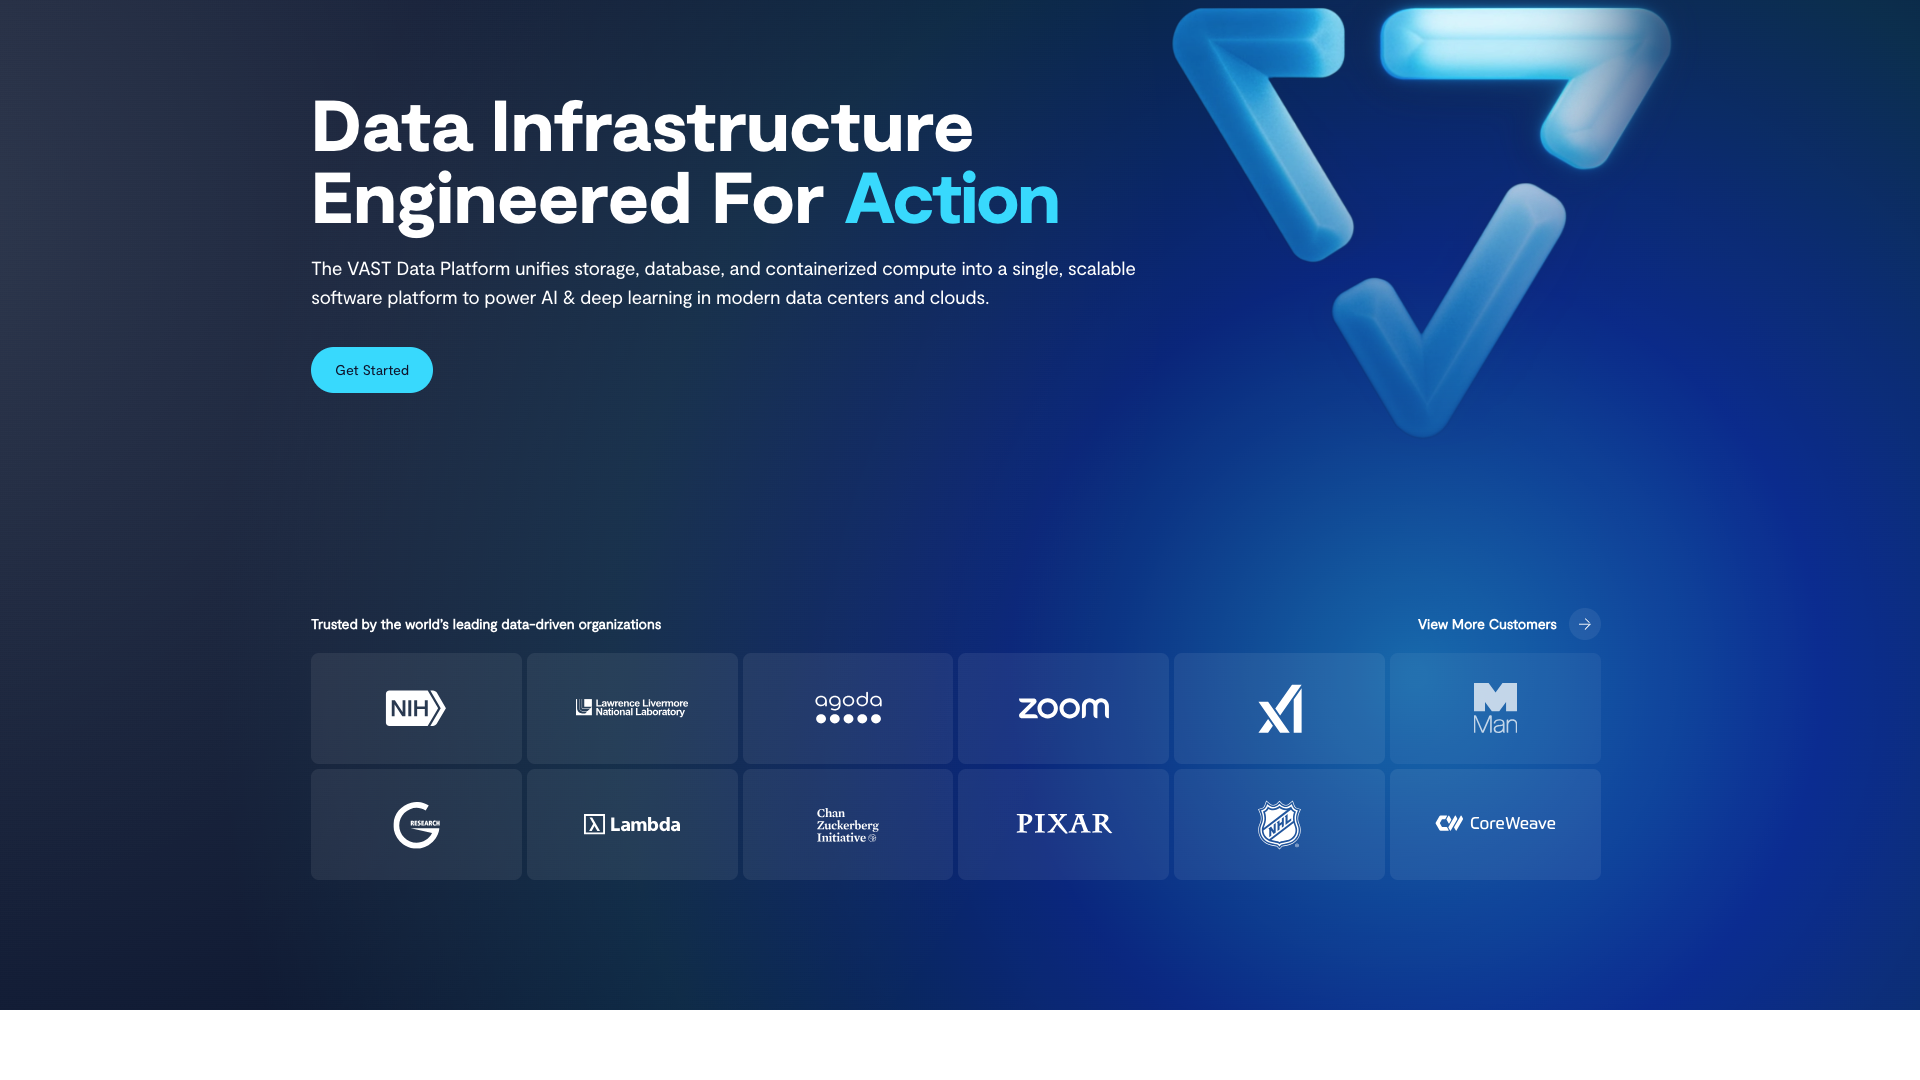 Data Infrastructure
Engineered For Action
The VAST Data Platform unifies storage, database, and containerized compute into a single, scalable
software platform to power AI & deep learning in modern data centers and clouds.
Get Started
Trusted by the world's leading data-driven organizations
View More Customers
NIH
Lawrence Livermore
National Laboratory
agoda
zoom
xI
Man
G RESEARCH
Lambda
Chan
Zuckerberg
Initiative
PIXAR
NHL
CoreWeave